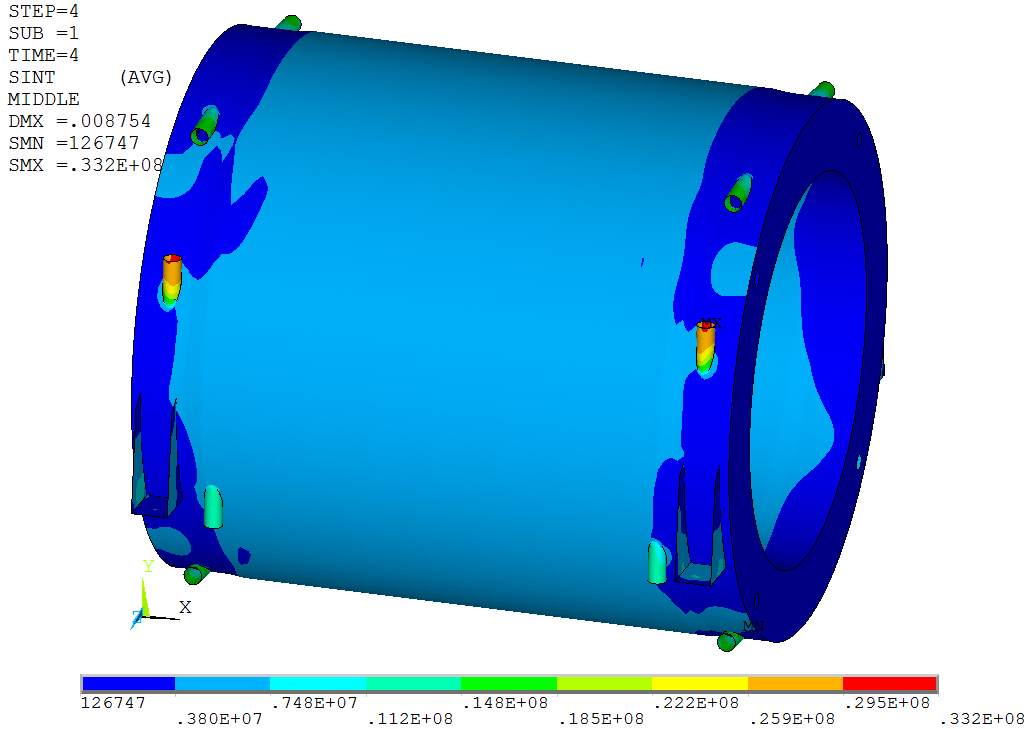 STEP=4
SUB =1
TIME=4
SINT (AVG)
MIDDLE
DMX =.008754
SMN =126747
SMX =.332E+08
MX
Y
Z
X
MN
126747 .748E+07 .148E+08 .222E+08 .295E+08
.380E+07 .112E+08 .185E+08 .259E+08 .332E+08